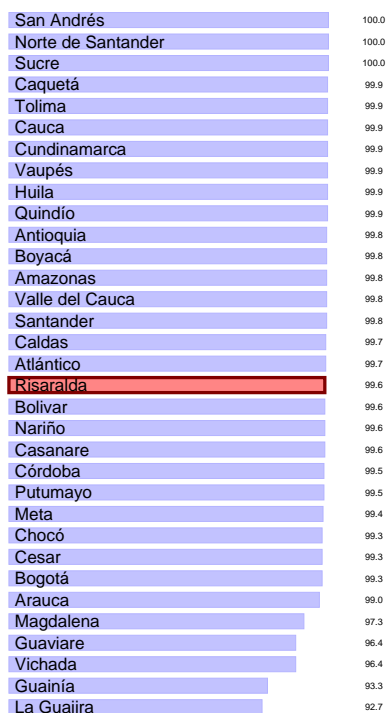 San Andrés 100.0
Norte de Santander 100.0
Sucre 100.0
Caquetá 99.9
Tolima 99.9
Cauca 99.9
Cundinamarca 99.9
Vaupés 99.9
Huila 99.9
Quindío 99.9
Antioquia 99.8
Boyacá 99.8
Amazonas 99.8
Valle del Cauca 99.8
Santander 99.8
Caldas 99.7
Atlántico 99.7
Risaralda 99.6
Bolivar 99.6
Nariño 99.6
Casanare 99.6
Córdoba 99.5
Putumayo 99.5
Meta 99.4
Chocó 99.3
Cesar 99.3
Bogotá 99.3
Arauca 99.0
Magdalena 97.3
Guaviare 96.4
Vichada 96.4
Guainía 93.3
La Guajira 92.7